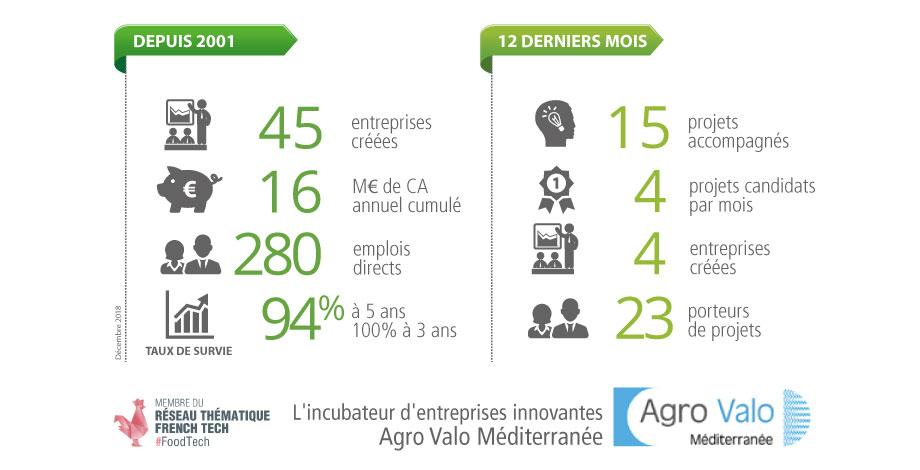 DEPUIS 2001
45 entreprises
créées
€
16 M€ de CA
annuel cumulé
280 emplois
directs
94% à 5 ans
100% à 3 ans
TAUX DE SURVIE
Décembre 2018
12 DERNIERS MOIS
15 projets
accompagnés
1
4 projets candidats
par mois
4 entreprises
créées
23 porteurs
de projets
MEMBRE DU
RÉSEAU THÉMATIQUE
FRENCH TECH
#FoodTech
L'incubateur d'entreprises innovantes
Agro Valo Méditerranée
Agro Valo
Méditerranée